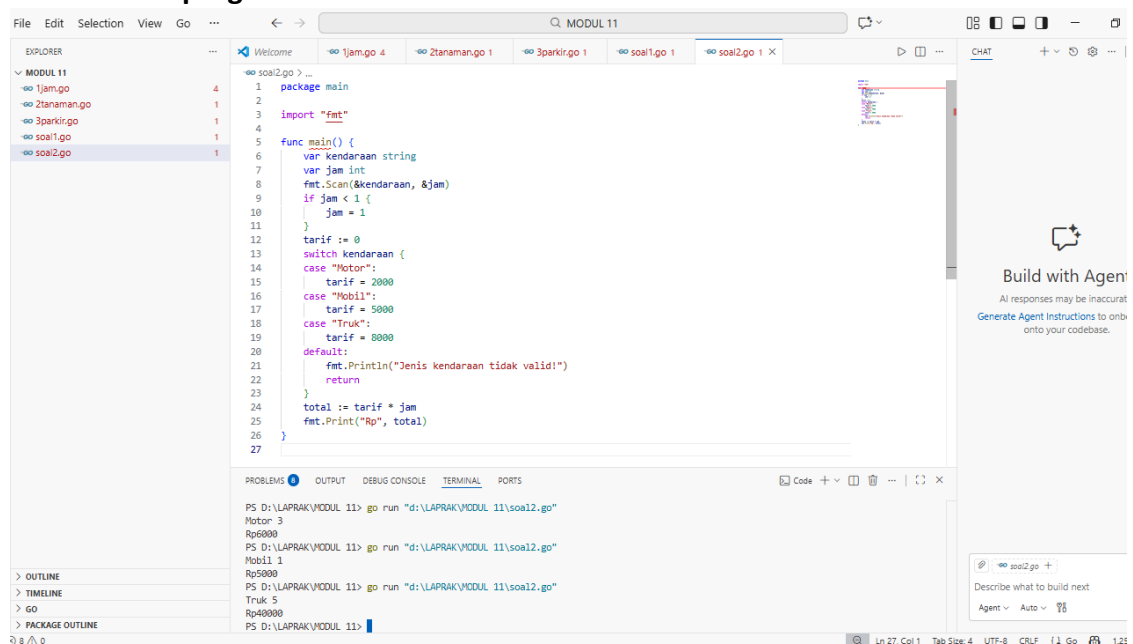 File Edit Selection View Go ··· ← → MODUL 11
EXPLORER ···
MODUL 11
1jam.go 4
2tanaman.go 1
3parkir.go 1
soal1.go 1
soal2.go 1
OUTLINE
TIMELINE
GO
PACKAGE OUTLINE
Welcome 1jam.go 4 2tanaman.go 1 3parkir.go 1 soal1.go 1 soal2.go 1 ×
soal2.go > ...
1 package main
2
3 import "fmt"
4
5 func main() {
6 var kendaraan string
7 var jam int
8 fmt.Scan(&kendaraan, &jam)
9 if jam < 1 {
10 jam = 1
11 }
12 tarif := 0
13 switch kendaraan {
14 case "Motor":
15 tarif = 2000
16 case "Mobil":
17 tarif = 5000
18 case "Truk":
19 tarif = 8000
20 default:
21 fmt.Println("Jenis kendaraan tidak valid!")
22 return
23 }
24 total := tarif * jam
25 fmt.Print("Rp", total)
26 }
27
PROBLEMS 8 OUTPUT DEBUG CONSOLE TERMINAL PORTS Code
PS D:\LAPRAK\MODUL 11> go run "d:\LAPRAK\MODUL 11\soal2.go"
Motor 3
Rp6000
PS D:\LAPRAK\MODUL 11> go run "d:\LAPRAK\MODUL 11\soal2.go"
Mobil 1
Rp5000
PS D:\LAPRAK\MODUL 11> go run "d:\LAPRAK\MODUL 11\soal2.go"
Truk 5
Rp40000
PS D:\LAPRAK\MODUL 11>
CHAT
Build with Agent
AI responses may be inaccurat
Generate Agent Instructions to onb
onto your codebase.
soal2.go +
Describe what to build next
Agent Auto
8 0 Ln 27, Col 1 Tab Size: 4 UTF-8 CRLF Go 1.25